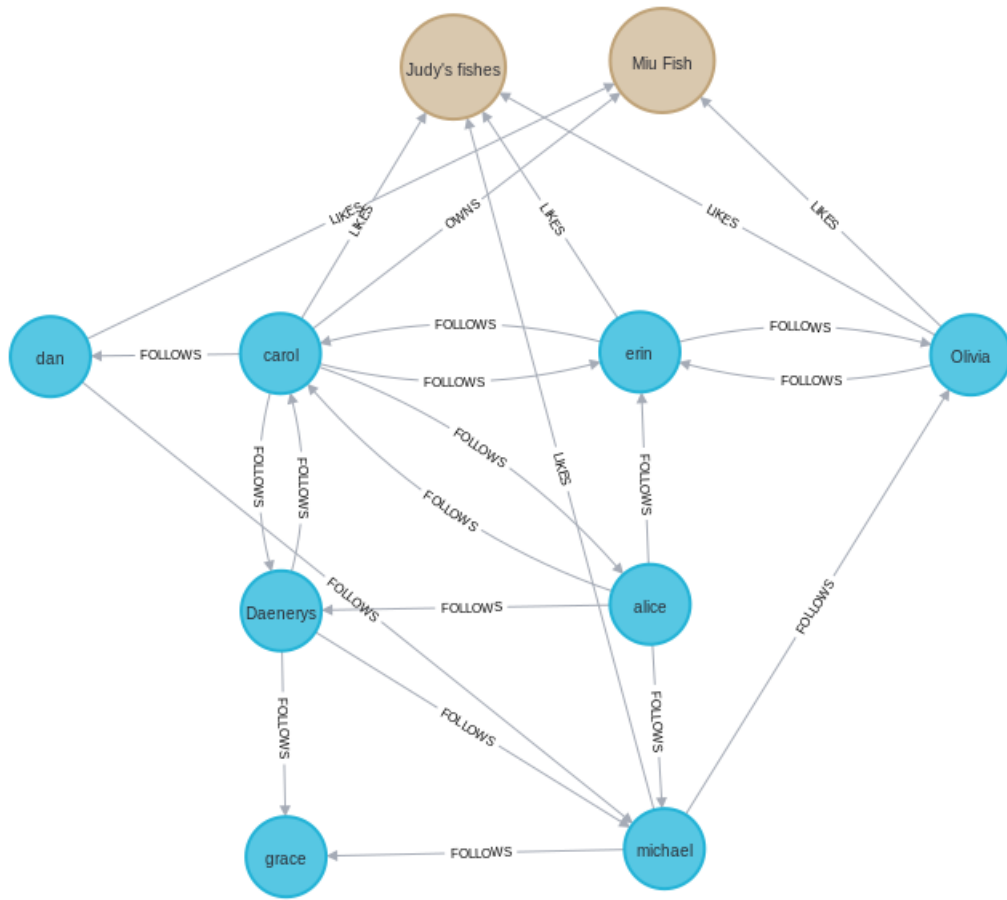 Judy's fishes
Miu Fish
LIKES
LIKES
OWNS
LIKES
LIKES
LIKES
dan
FOLLOWS
carol
FOLLOWS
FOLLOWS
erin
FOLLOWS
FOLLOWS
Olivia
FOLLOWS
FOLLOWS
FOLLOWS
FOLLOWS
FOLLOWS
LIKES
FOLLOWS
Daenerys
FOLLOWS
FOLLOWS
alice
FOLLOWS
FOLLOWS
FOLLOWS
FOLLOWS
grace
FOLLOWS
michael